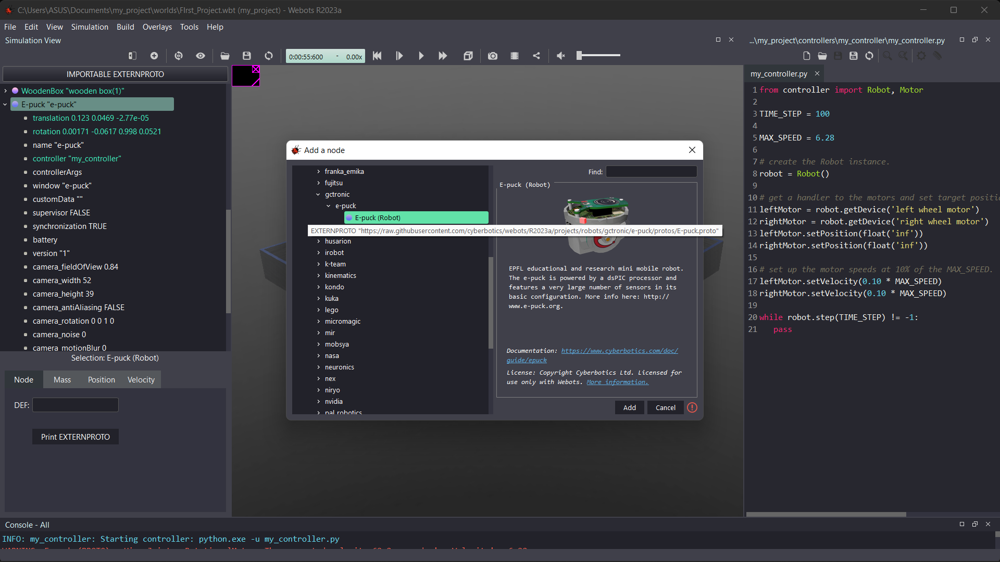 C:\Users\ASUS\Documents\my_project\worlds\FIrst_Project.wbt (my_project) - Webots R2023a
File Edit View Simulation Build Overlays Tools Help
Simulation View
...\my_project\controllers\my_controller\my_controller.py
0:00:55:600 - 0.00x
IMPORTABLE EXTERNPROTO
WoodenBox "wooden box(1)"
E-puck "e-puck"
translation 0.123 0.0469 -2.77e-05
rotation 0.00171 -0.0617 0.998 0.0521
name "e-puck"
controller "my_controller"
controllerArgs
window "e-puck"
customData ""
supervisor FALSE
synchronization TRUE
battery
version "1"
camera_fieldOfView 0.84
camera_width 52
camera_height 39
camera_antiAliasing FALSE
camera_rotation 0 0 1 0
camera_noise 0
camera_motionBlur 0
Selection: E-puck (Robot)
Node Mass Position Velocity
DEF:
Print EXTERNPROTO
Add a node
franka_emika
fujitsu
gctronic
e-puck
E-puck (Robot)
EXTERNPROTO "https://raw.githubusercontent.com/cyberbotics/webots/R2023a/projects/robots/gctronic/e-puck/protos/E-puck.proto"
husarion
irobot
k-team
kinematics
kondo
kuka
lego
micromagic
mir
mobsya
nasa
neuronics
nex
niryo
nvidia
pal_robotics
Find:
E-puck (Robot)
EPFL educational and research mini mobile robot.
The e-puck is powered by a dsPIC processor and
features a very large number of sensors in its
basic configuration. More info here: http://
www.e-puck.org.
Documentation: https://www.cyberbotics.com/doc/
guide/epuck
License: Copyright Cyberbotics Ltd. Licensed for
use only with Webots. More information.
Add Cancel
my_controller.py
1 from controller import Robot, Motor
2
3 TIME_STEP = 100
4
5 MAX_SPEED = 6.28
6
7 # create the Robot instance.
8 robot = Robot()
9
10 # get a handler to the motors and set target positi
11 leftMotor = robot.getDevice('left wheel motor')
12 rightMotor = robot.getDevice('right wheel motor')
13 leftMotor.setPosition(float('inf'))
14 rightMotor.setPosition(float('inf'))
15
16 # set up the motor speeds at 10% of the MAX_SPEED.
17 leftMotor.setVelocity(0.10 * MAX_SPEED)
18 rightMotor.setVelocity(0.10 * MAX_SPEED)
19
20 while robot.step(TIME_STEP) != -1:
21 pass
Console - All
INFO: my_controller: Starting controller: python.exe -u my_controller.py